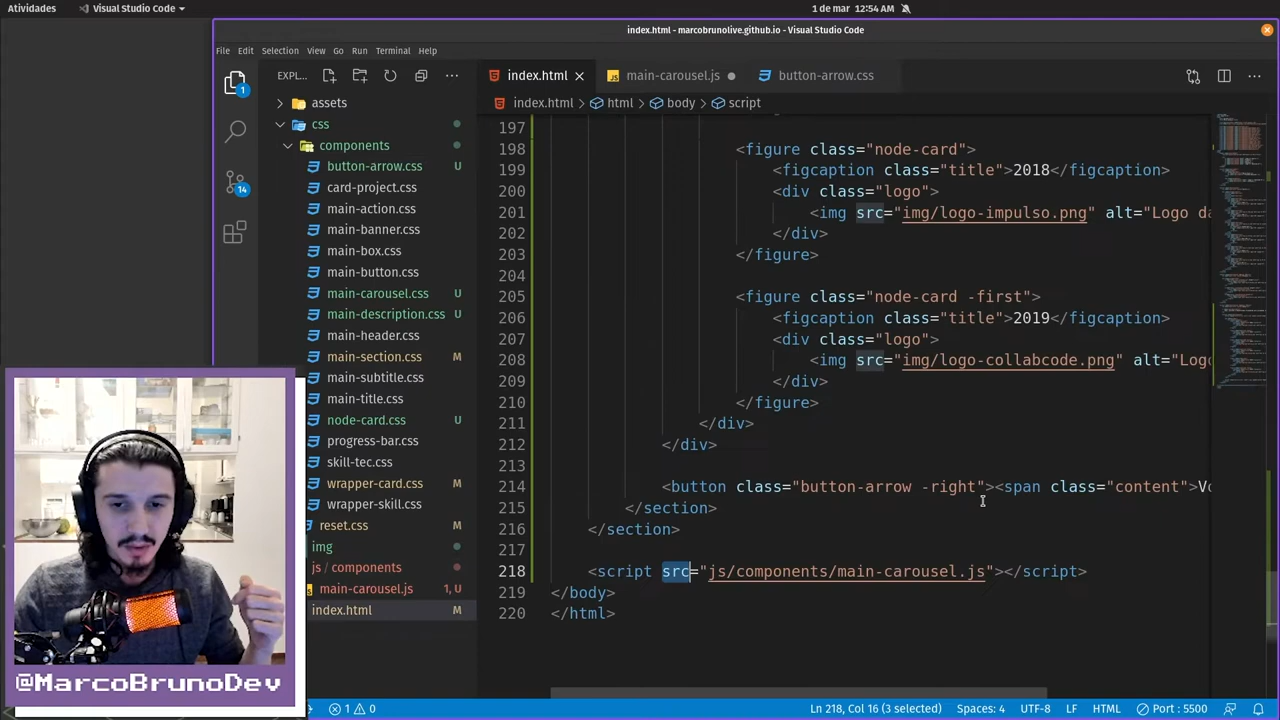 Atividades
Visual Studio Code
1 de mar 12:54 AM
index.html - marcobrunolive.github.io - Visual Studio Code
File Edit Selection View Go Run Terminal Help
EXPL...
index.html
main-carousel.js
button-arrow.css
index.html > html > body > script
1
14
assets
css
components
button-arrow.css U
card-project.css
main-action.css
main-banner.css
main-box.css
main-button.css
main-carousel.css U
main-description.css U
main-header.css
main-section.css M
main-subtitle.css
main-title.css
node-card.css U
progress-bar.css
skill-tec.css
wrapper-card.css M
wrapper-skill.css
reset.css M
img
js / components
main-carousel.js 1, U
index.html M
197
198 <figure class="node-card">
199 <figcaption class="title">2018</figcaption>
200 <div class="logo">
201 <img src="img/logo-impulso.png" alt="Logo da
202 </div>
203 </figure>
204
205 <figure class="node-card -first">
206 <figcaption class="title">2019</figcaption>
207 <div class="logo">
208 <img src="img/logo-collabcode.png" alt="Logo
209 </div>
210 </figure>
211 </div>
212 </div>
213
214 <button class="button-arrow -right"><span class="content">Vo
215 </section>
216 </section>
217
218 <script src="js/components/main-carousel.js"></script>
219 </body>
220 </html>
@MarcoBrunoDev
1 0
Ln 218, Col 16 (3 selected) Spaces: 4 UTF-8 LF HTML Port : 5500